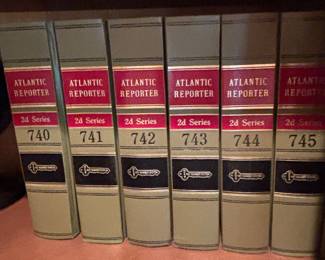 ATLANTIC
REPORTER
2d Series
740
ATLANTIC
REPORTER
2d Series
741
ATLANTIC
REPORTER
2d Series
742
ATLANTIC
REPORTER
2d Series
743
ATLANTIC
REPORTER
2d Series
744
ATLANTIC
REPORTER
2d Series
745